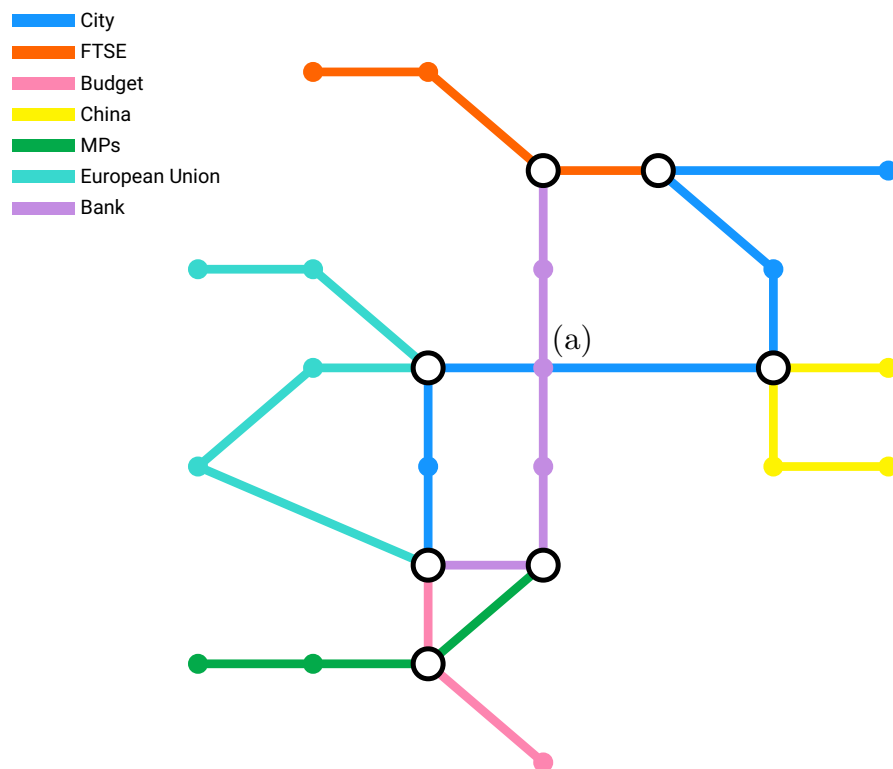 City
FTSE
Budget
China
MPs
European Union
Bank
(a)